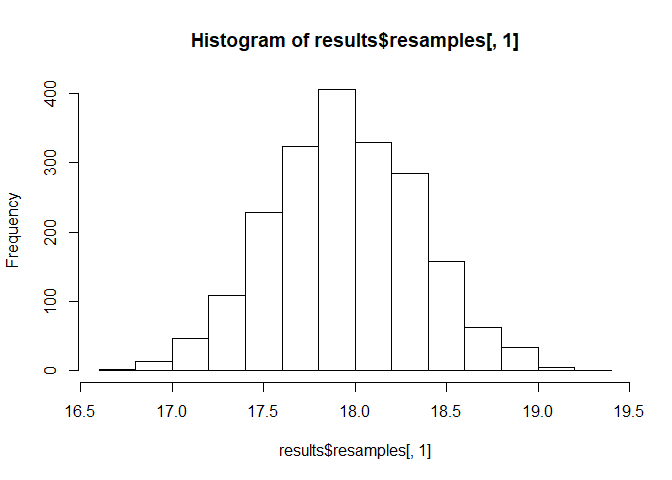 Histogram of results$resamples[, 1]
400
300
200
100
0
Frequency
16.5 17.0 17.5 18.0 18.5 19.0 19.5
results$resamples[, 1]